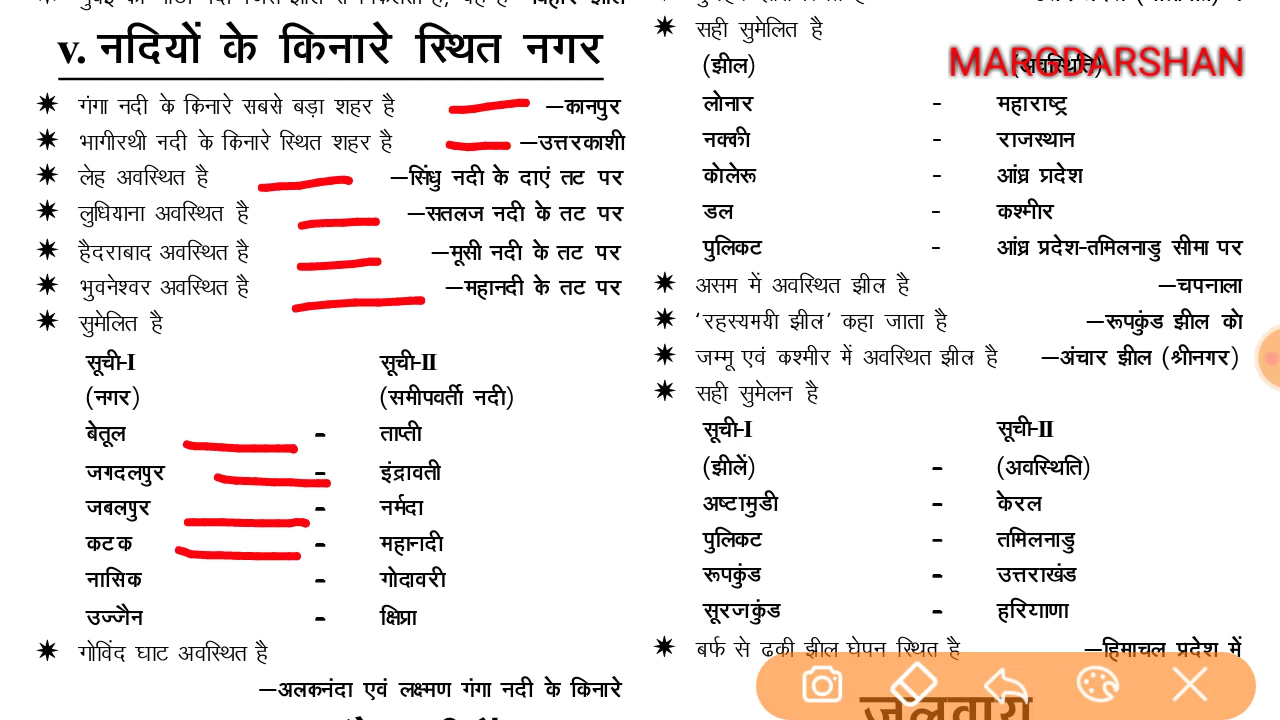 v. नदियों के किनारे स्थित नगर
✷ गंगा नदी के किनारे सबसे बड़ा शहर है —कानपुर
✷ भागीरथी नदी के किनारे स्थित शहर है —उत्तरकाशी
✷ लेह अवस्थित है —सिंधु नदी के दाएं तट पर
✷ लुधियाना अवस्थित है —सतलज नदी के तट पर
✷ हैदराबाद अवस्थित है —मूसी नदी के तट पर
✷ भुवनेश्वर अवस्थित है —महानदी के तट पर
✷ सुमेलित है
सूची-I सूची-II
(नगर) (समीपवर्ती नदी)
बेतूल - ताप्ती
जगदलपुर - इंद्रावती
जबलपुर - नर्मदा
कटक - महानदी
नासिक - गोदावरी
उज्जैन - क्षिप्रा
✷ गोविंद घाट अवस्थित है
—अलकनंदा एवं लक्ष्मण गंगा नदी के किनारे
सही सुमेलित है
(झील) (अवस्थिति)
MARGDARSHAN
लोनार - महाराष्ट्र
नक्की - राजस्थान
कोलेरू - आंध्र प्रदेश
डल - कश्मीर
पुलिकट - आंध्र प्रदेश-तमिलनाडु सीमा पर
✷ असम में अवस्थित झील है —चपनाला
✷ ‘रहस्यमयी झील’ कहा जाता है —रूपकुंड झील को
✷ जम्मू एवं कश्मीर में अवस्थित झील है —अंचार झील (श्रीनगर)
✷ सही सुमेलन है
सूची-I सूची-II
(झीलें) (अवस्थिति)
अष्टामुडी - केरल
पुलिकट - तमिलनाडु
रूपकुंड - उत्तराखंड
सूरजकुंड - हरियाणा
✷ बर्फ से ढकी झील घेपन स्थित है —हिमाचल प्रदेश में
जलवायु